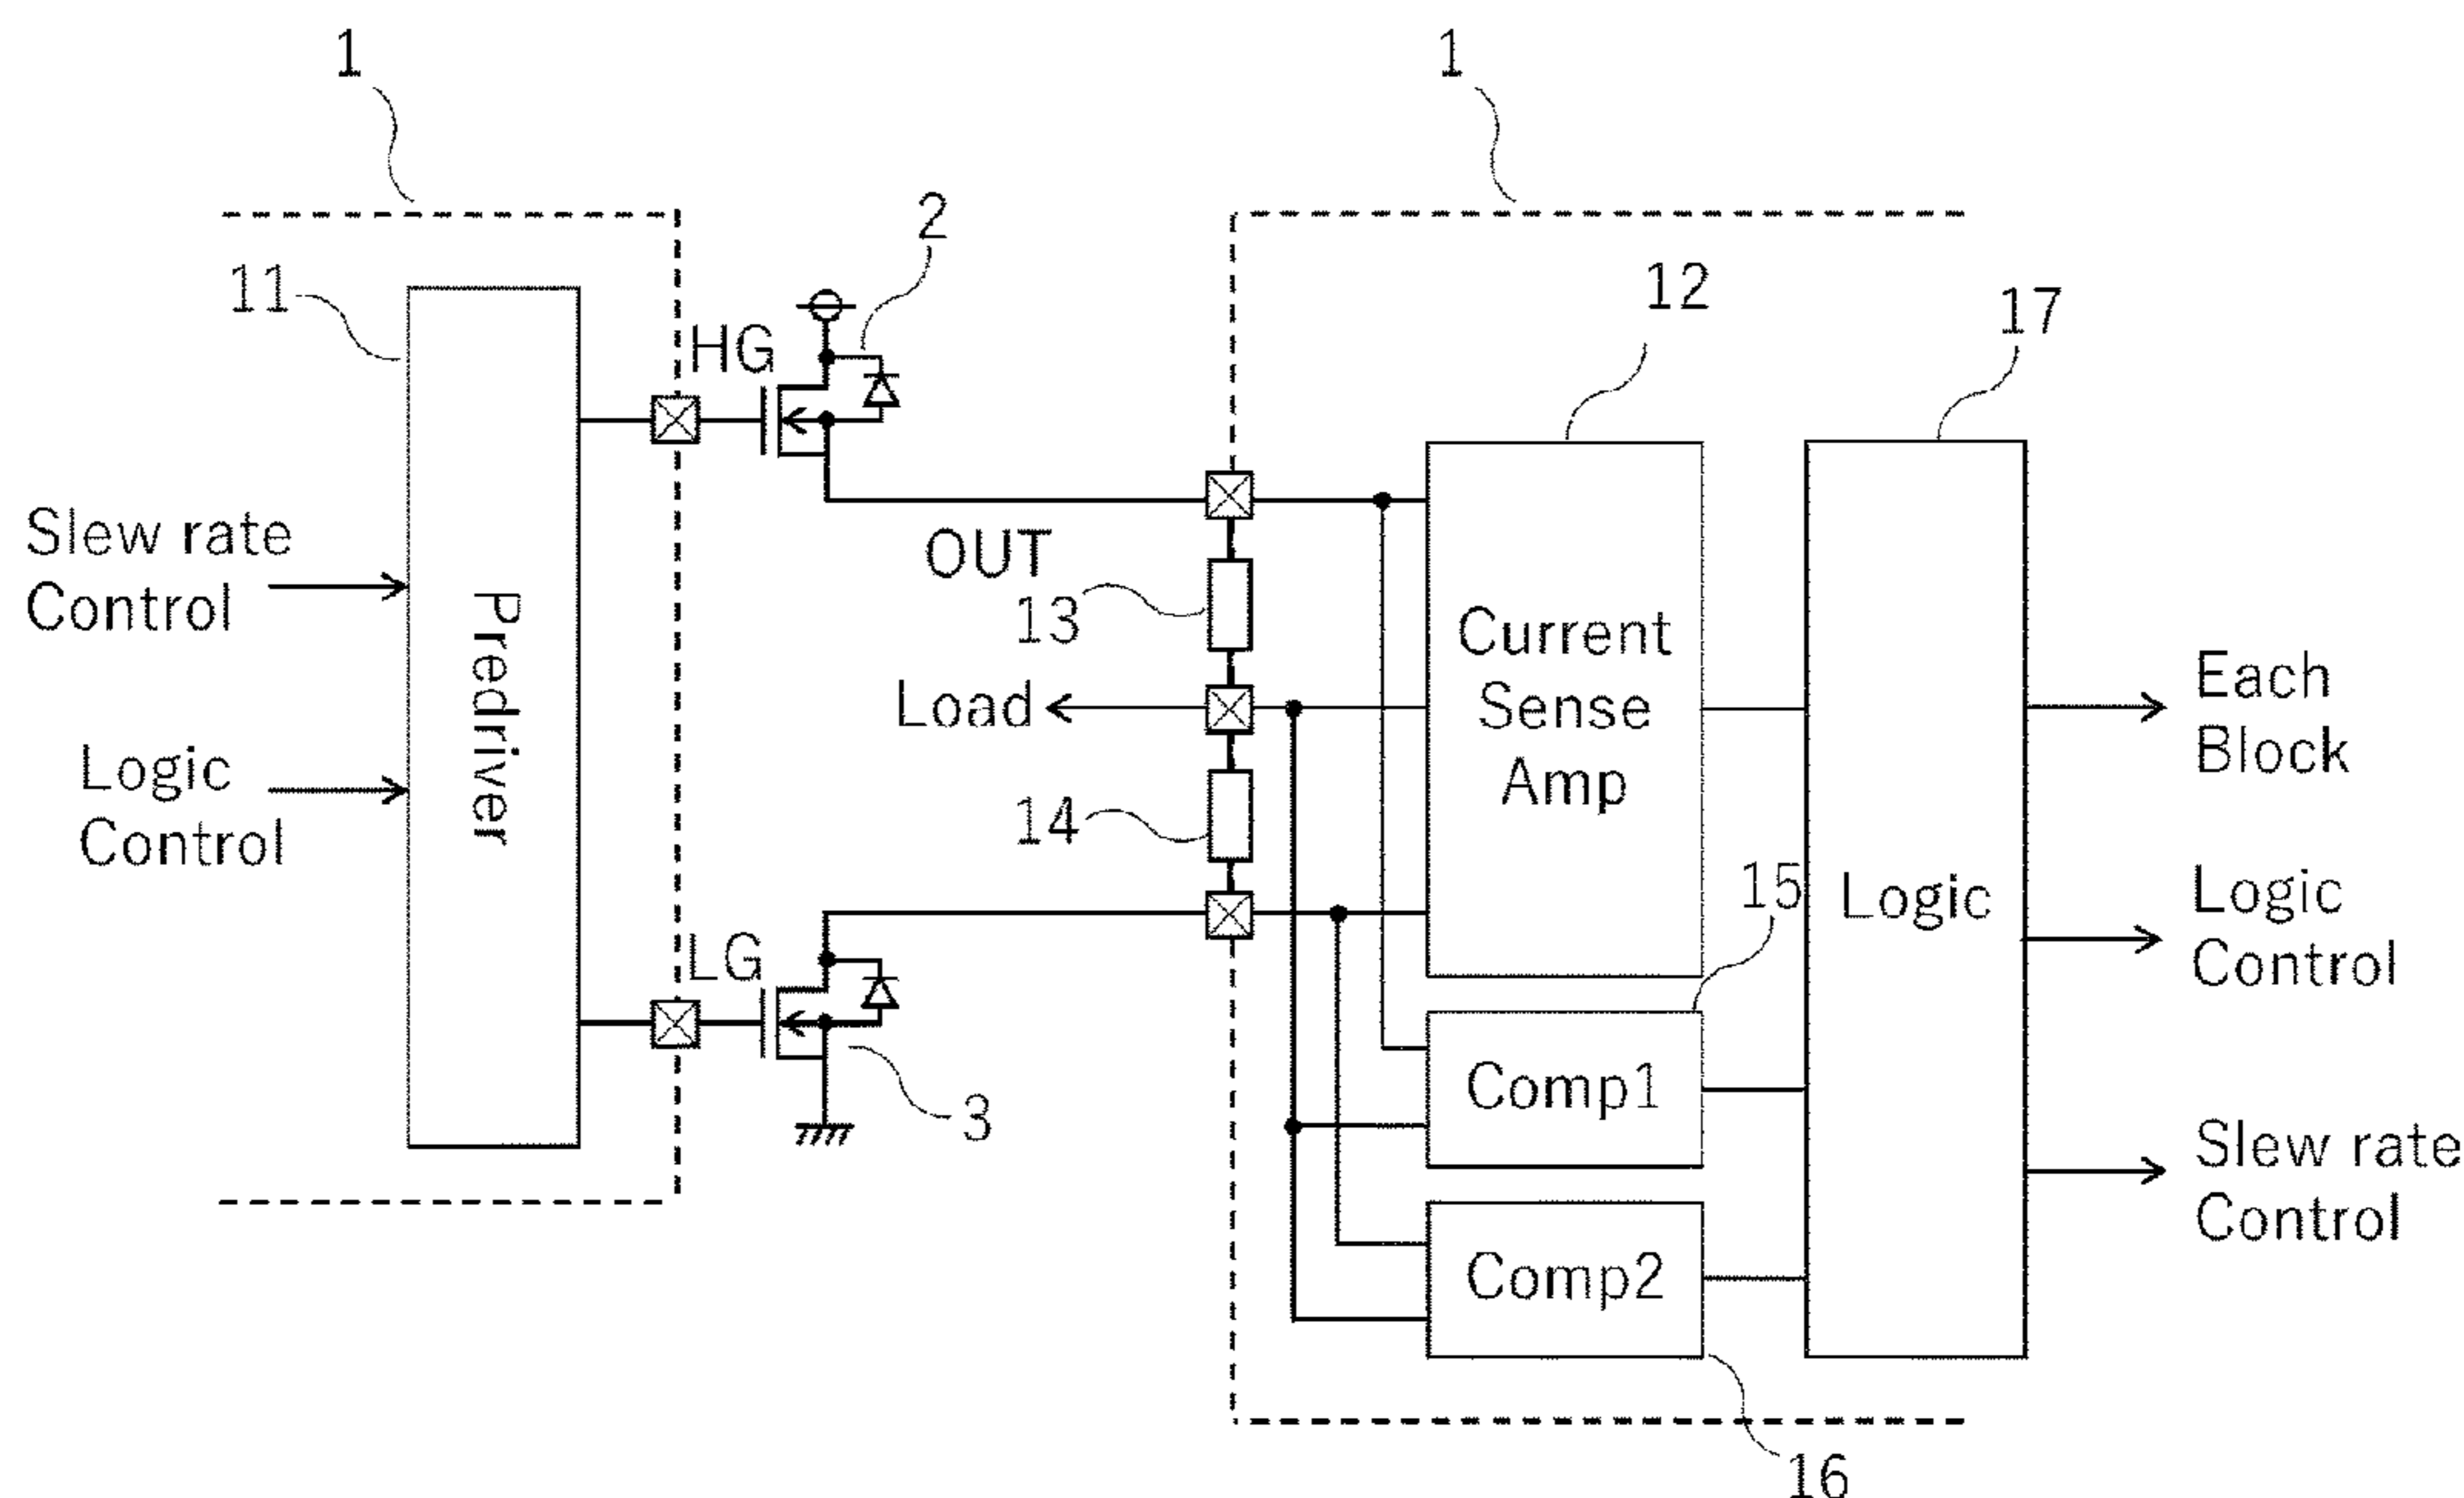 1
1
2
11
HG
12
17
Slew rate
Control
OUT
13
Predriver
Current
Sense
Amp
Load
Each
Block
Logic
Control
14
15
Logic
Logic
Control
LG
3
Comp1
Slew rate
Control
Comp2
16